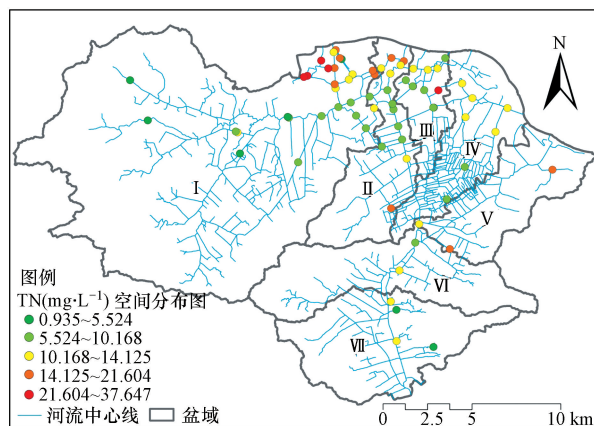 N
I
II
III
IV
V
VI
VII
图例
TN(mg·L⁻¹) 空间分布图
0.935~5.524
5.524~10.168
10.168~14.125
14.125~21.604
21.604~37.647
河流中心线 盆域
0 2.5 5 10 km